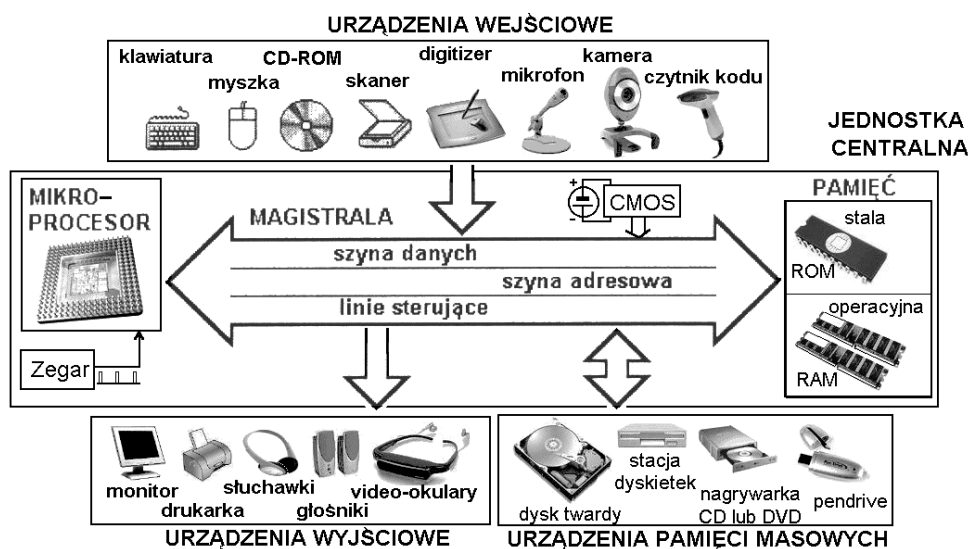 URZĄDZENIA WEJŚCIOWE
klawiatura
myszka
CD-ROM
skaner
digitizer
mikrofon
kamera
czytnik kodu
JEDNOSTKA
CENTRALNA
MIKRO–
PROCESOR
MAGISTRALA
+
-
CMOS
PAMIĘĆ
stala
ROM
szyna danych
szyna adresowa
linie sterujące
operacyjna
RAM
Zegar
monitor
drukarka
słuchawki
głośniki
video-okulary
dysk twardy
stacja
dyskietek
nagrywarka
CD lub DVD
pendrive
URZĄDZENIA WYJŚCIOWE
URZĄDZENIA PAMIĘCI MASOWYCH